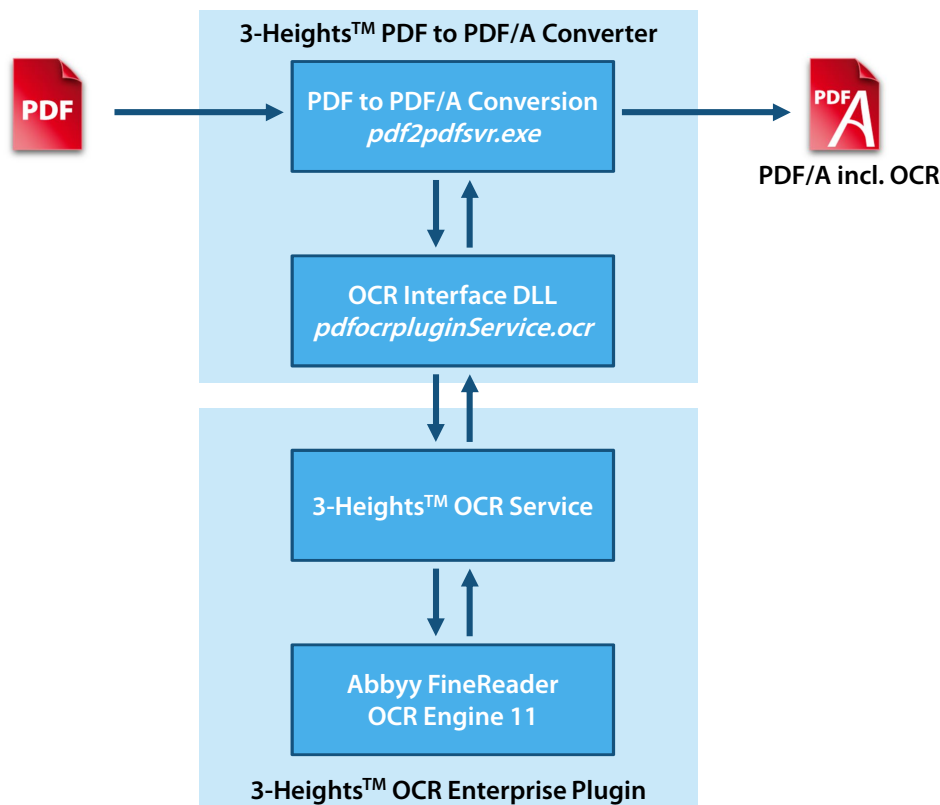 3-Heights™ PDF to PDF/A Converter
PDF
PDF to PDF/A Conversion
pdf2pdfsvr.exe
PDF
A
PDF/A incl. OCR
OCR Interface DLL
pdfocrpluginService.ocr
3-Heights™ OCR Service
Abbyy FineReader
OCR Engine 11
3-Heights™ OCR Enterprise Plugin